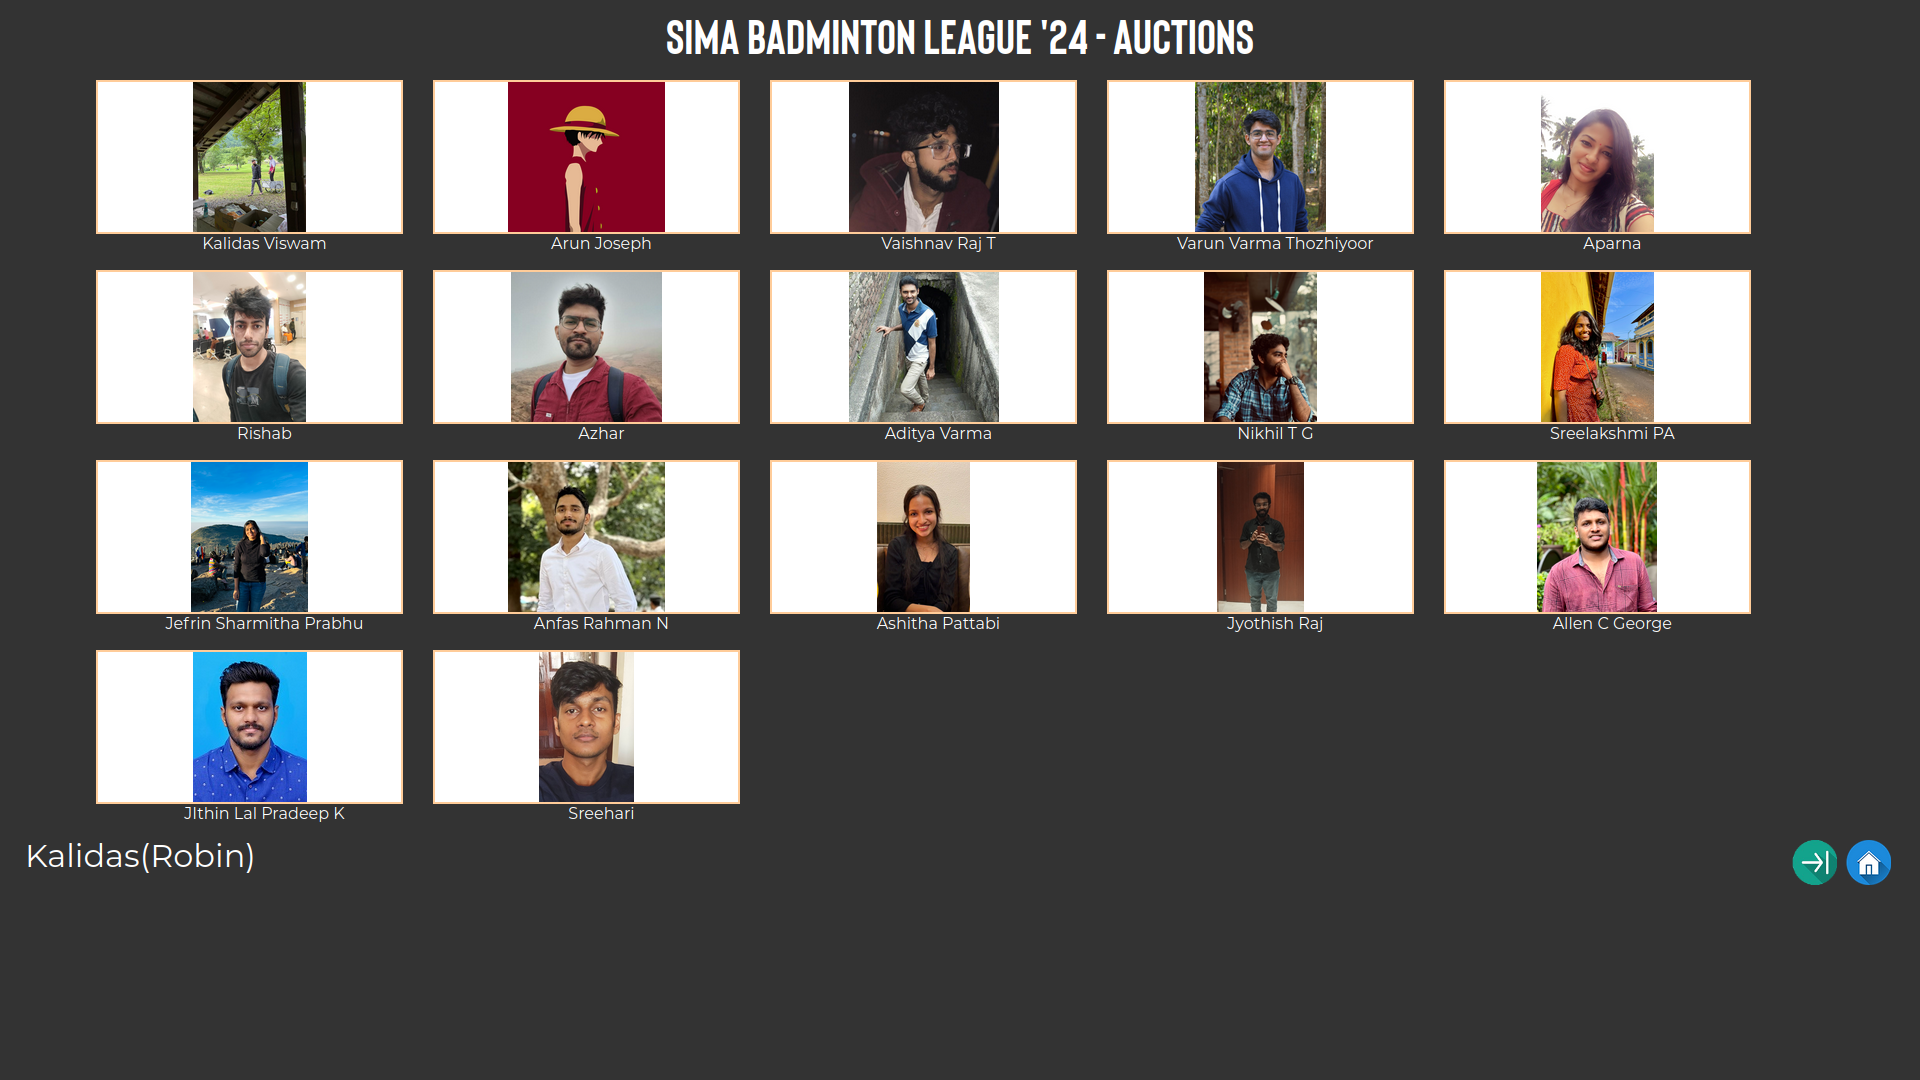 SIMA BADMINTON LEAGUE '24 - AUCTIONS
Kalidas Viswam
Arun Joseph
Vaishnav Raj T
Varun Varma Thozhiyoor
Aparna
Rishab
Azhar
Aditya Varma
Nikhil T G
Sreelakshmi PA
Jefrin Sharmitha Prabhu
Anfas Rahman N
Ashitha Pattabi
Jyothish Raj
Allen C George
JIthin Lal Pradeep K
Sreehari
Kalidas(Robin)